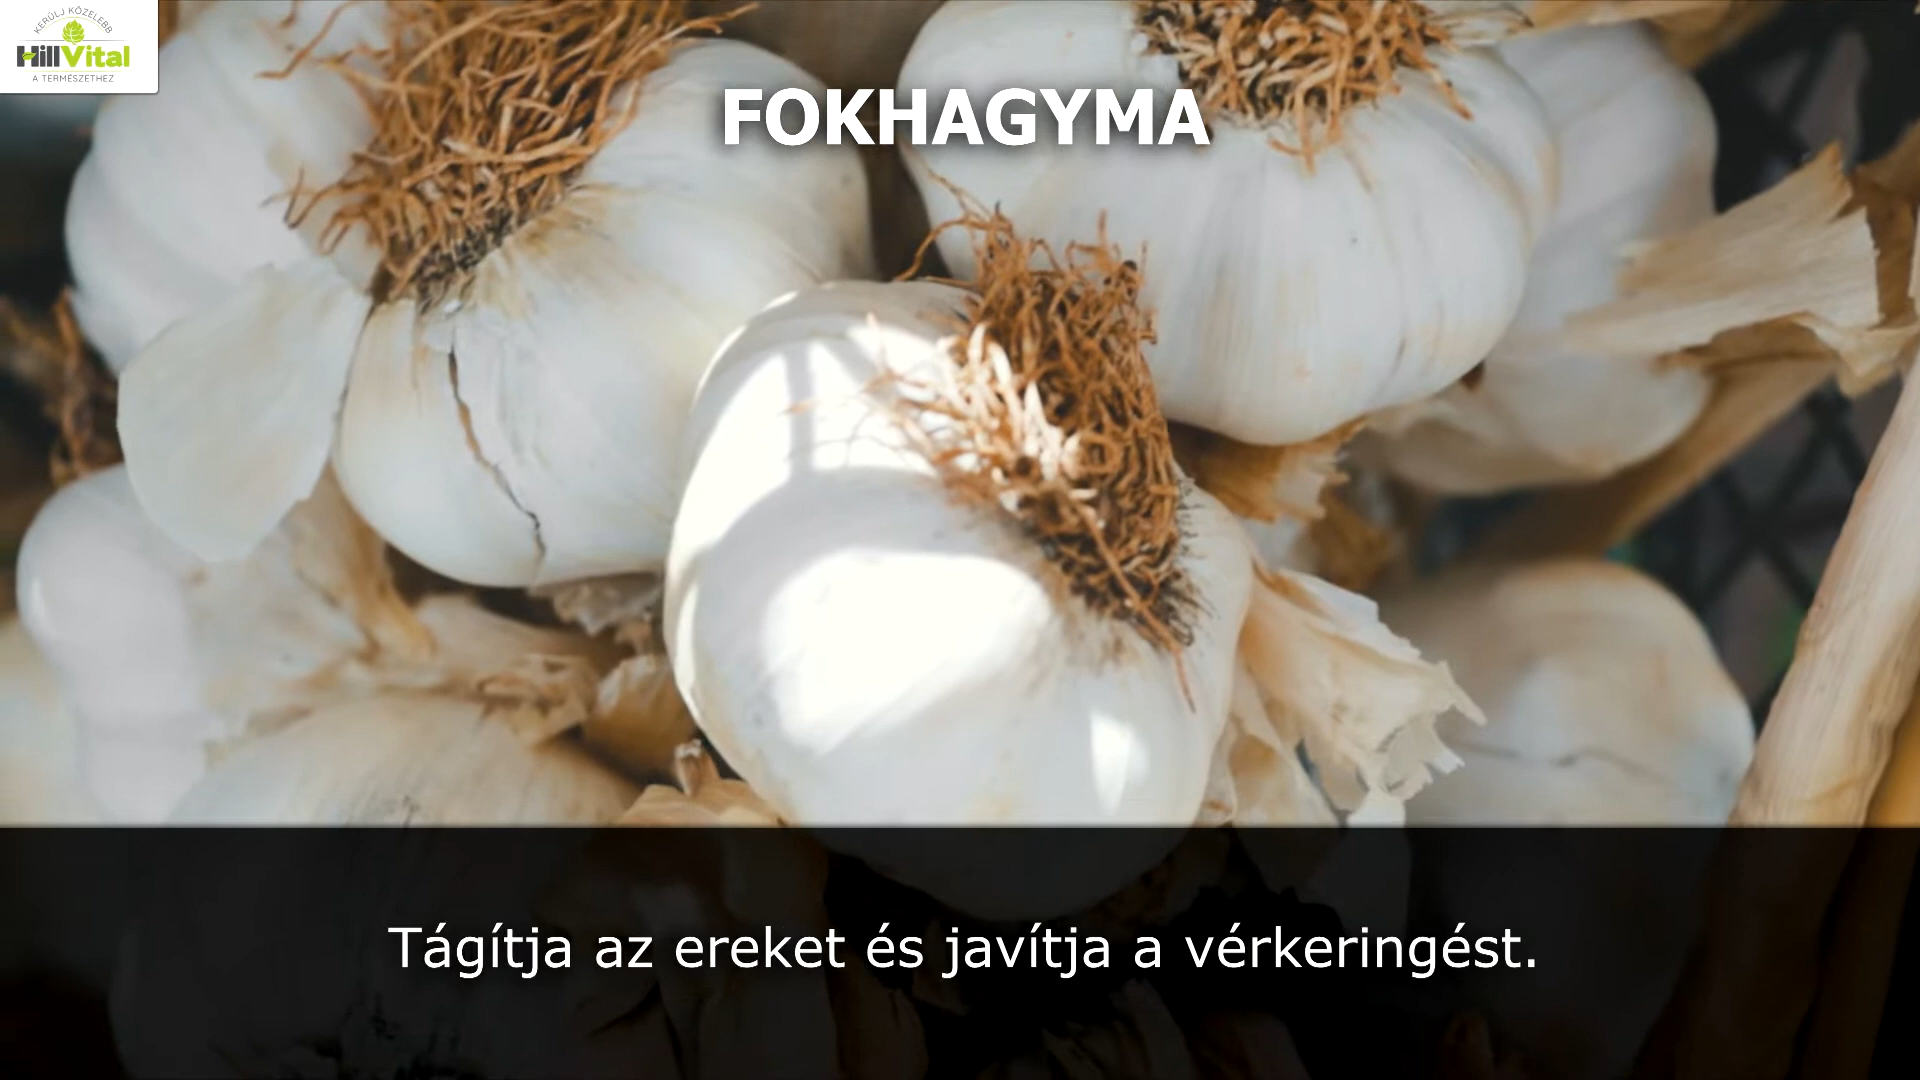 KERÜLJ KÖZELEBB
HillVital
A TERMÉSZETHEZ
FOKHAGYMA
Tágítja az ereket és javítja a vérkeringést.